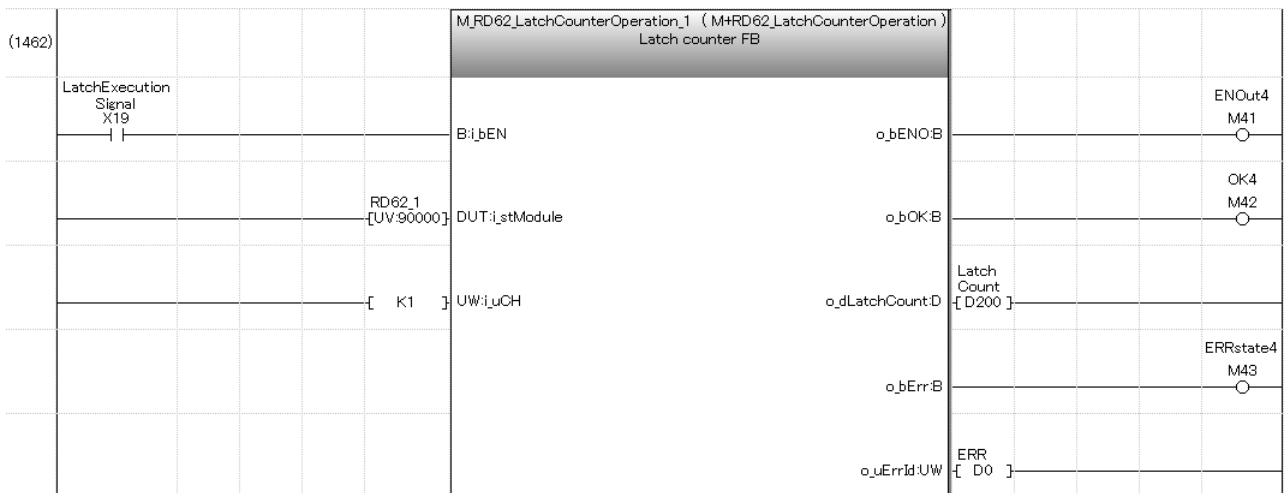 M_RD62_LatchCounterOperation_1 ( M+RD62_LatchCounterOperation )
Latch counter FB
(1462)
LatchExecution
Signal
X19
B:i_bEN
o_bENO:B
ENOut4
M41
RD62_1
[UV:90000]
DUT:i_stModule
o_bOK:B
OK4
M42
[ K1 ]
UW:i_uCH
o_dLatchCount:D
Latch
Count
[ D200 ]
o_bErr:B
ERRstate4
M43
o_uErrId:UW
ERR
[ D0 ]